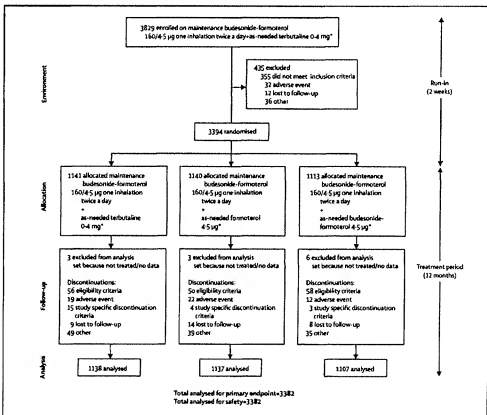 3829 enrolled on maintenance budesonide-formoterol
160/4·5 µg one inhalation twice a day+as-needed terbutaline 0·4 mg*
435 excluded
355 did not meet inclusion criteria
32 adverse event
12 lost to follow-up
36 other
Environment
Run-in
(2 weeks)
3394 randomised
1141 allocated maintenance
budesonide-formoterol
160/4·5 µg one inhalation
twice a day
+
as-needed terbutaline
0·4 mg*
1140 allocated maintenance
budesonide-formoterol
160/4·5 µg one inhalation
twice a day
+
as-needed formoterol
4·5 µg*
1113 allocated maintenance
budesonide-formoterol
160/4·5 µg one inhalation
twice a day
+
as-needed budesonide-
formoterol 4·5 µg*
Allocation
3 excluded from analysis
set because not treated/no data
Discontinuations:
56 eligibility criteria
19 adverse event
15 study specific discontinuation
criteria
9 lost to follow-up
49 other
3 excluded from analysis
set because not treated/no data
Discontinuations:
50 eligibility criteria
22 adverse event
4 study specific discontinuation
criteria
14 lost to follow-up
39 other
6 excluded from analysis
set because not treated/no data
Discontinuations:
58 eligibility criteria
12 adverse event
3 study specific discontinuation
criteria
8 lost to follow-up
35 other
Follow-up
Treatment period
(12 months)
1138 analysed
1137 analysed
1107 analysed
Analysis
Total analysed for primary endpoint=3382
Total analysed for safety=3382